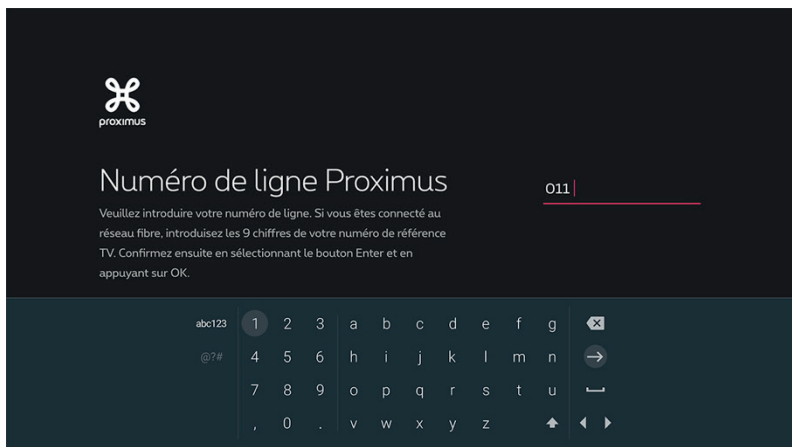 proximus
Numéro de ligne Proximus
011
Veuillez introduire votre numéro de ligne. Si vous êtes connecté au
réseau fibre, introduisez les 9 chiffres de votre numéro de référence
TV. Confirmez ensuite en sélectionnant le bouton Enter et en
appuyant sur OK.
abc123 1 2 3 a b c d e f g
@?# 4 5 6 h i j k l m n
7 8 9 o p q r s t u
, 0 . v w x y z